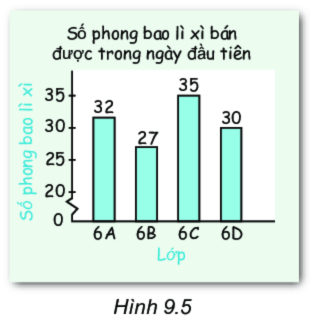 Số phong bao lì xì bán
được trong ngày đầu tiên
Số phong bao lì xì
35
30
25
20
0
32
27
35
30
6A 6B 6C 6D
Lớp
Hình 9.5